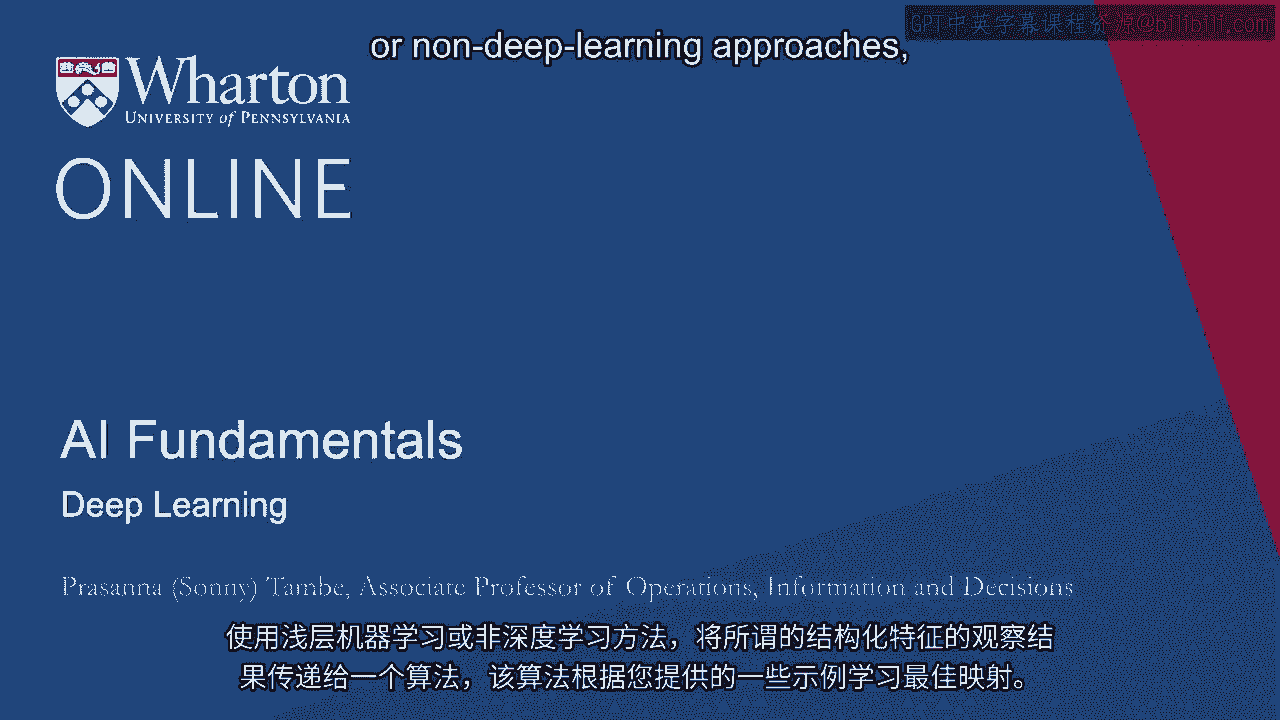 GPT中英字幕课程资源@bilibili.com
or non-deep-learning approaches,
Wharton
UNIVERSITY of PENNSYLVANIA
ONLINE
AI Fundamentals
Deep Learning
Prasanna (Sonny) Tambe, Associate Professor of Operations, Information and Decisions
使用浅层机器学习或非深度学习方法，将所谓的结构化特征的观察结
果传递给一个算法，该算法根据您提供的一些示例学习最佳映射。